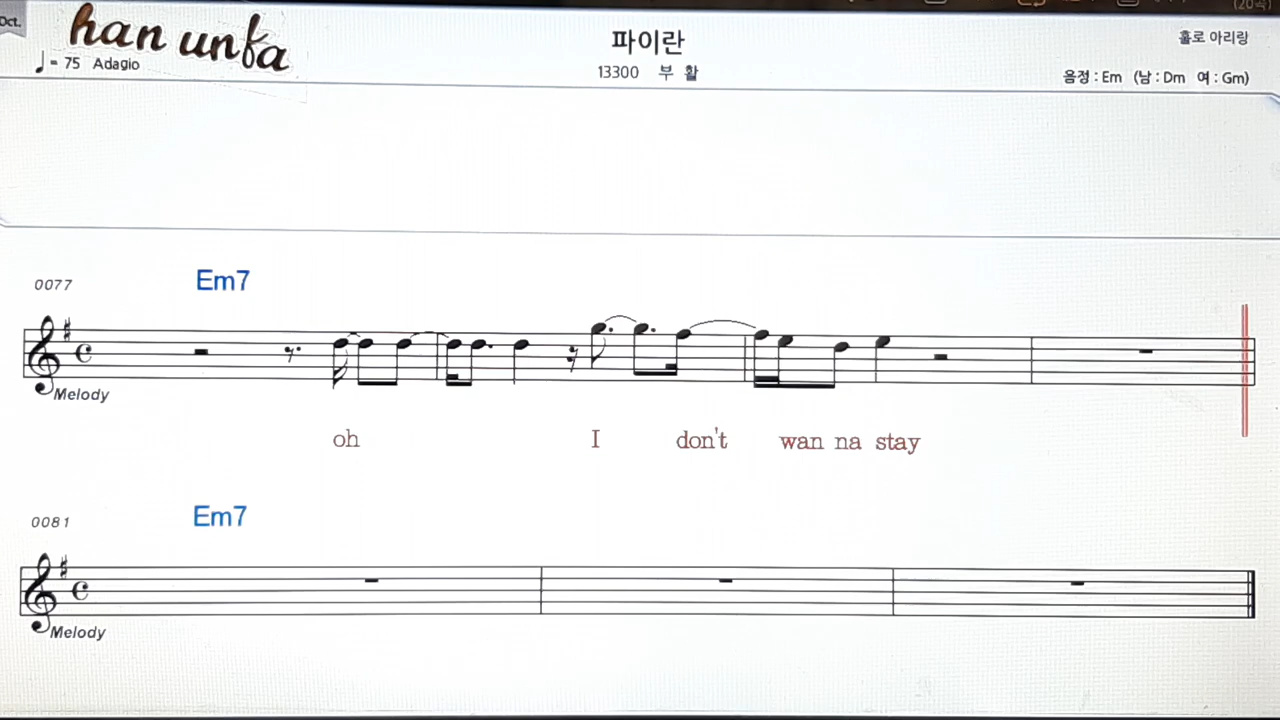 Oct.
han unfa
♩ = 75 Adagio
파이란
13300 부 활
홀로 아리랑
음정 : Em (남 : Dm 여 : Gm)
0077 Em7
Melody
oh I don't wan na stay
0081 Em7
Melody